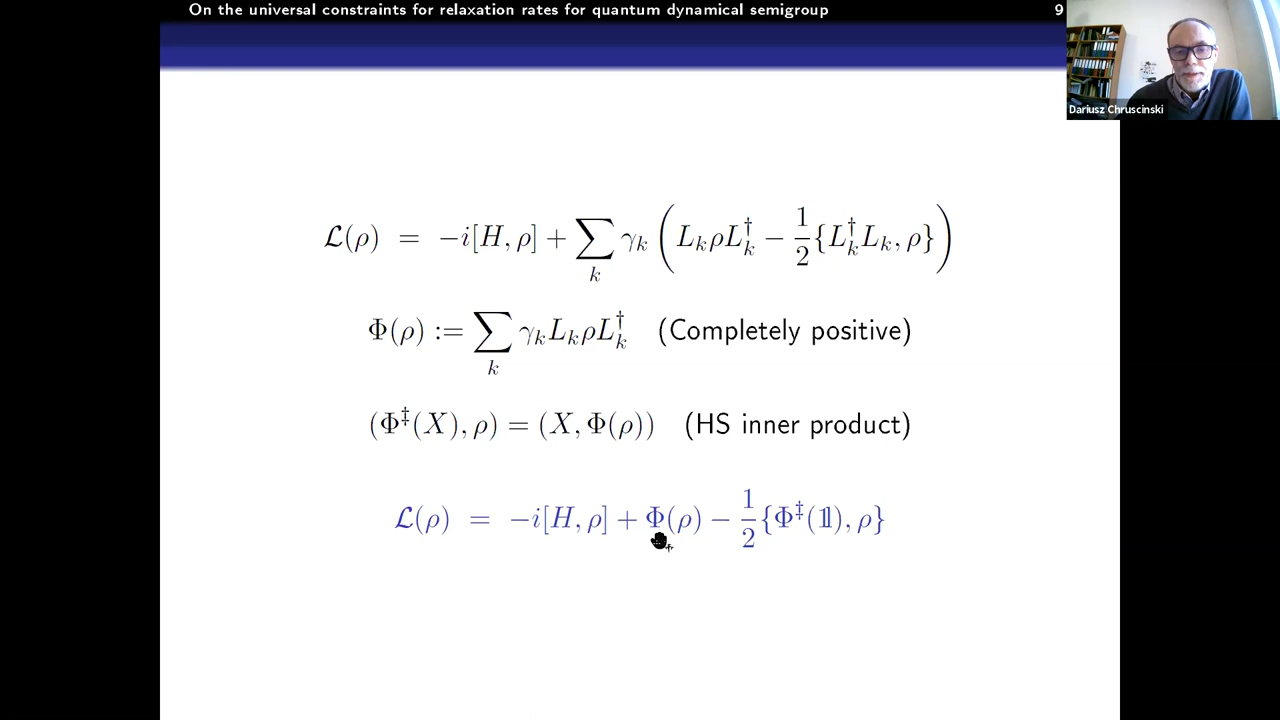 On the universal constraints for relaxation rates for quantum dynamical semigroup 9
Dariusz Chruscinski
ℒ(ρ) = −i[H, ρ] + ∑_k γ_k ( L_k ρ L_k^† − 1/2 {L_k^† L_k, ρ} )
Φ(ρ) := ∑_k γ_k L_k ρ L_k^† (Completely positive)
(Φ^‡(X), ρ) = (X, Φ(ρ)) (HS inner product)
ℒ(ρ) = −i[H, ρ] + Φ(ρ) − 1/2 {Φ^‡(𝟙), ρ}